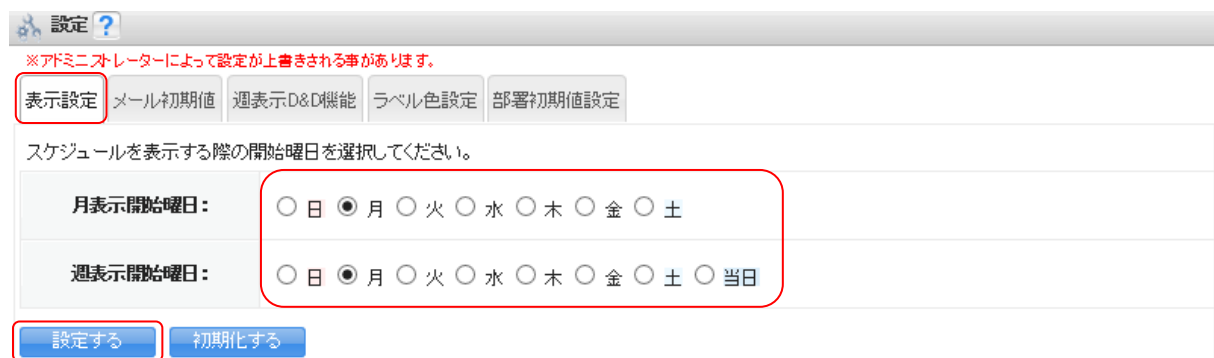 設定 ?
※アドミニストレーターによって設定が上書きされる事があります。
表示設定 メール初期値 週表示D&D機能 ラベル色設定 部署初期値設定
スケジュールを表示する際の開始曜日を選択してください。
月表示開始曜日： 日 月 火 水 木 金 土
週表示開始曜日： 日 月 火 水 木 金 土 当日
設定する 初期化する